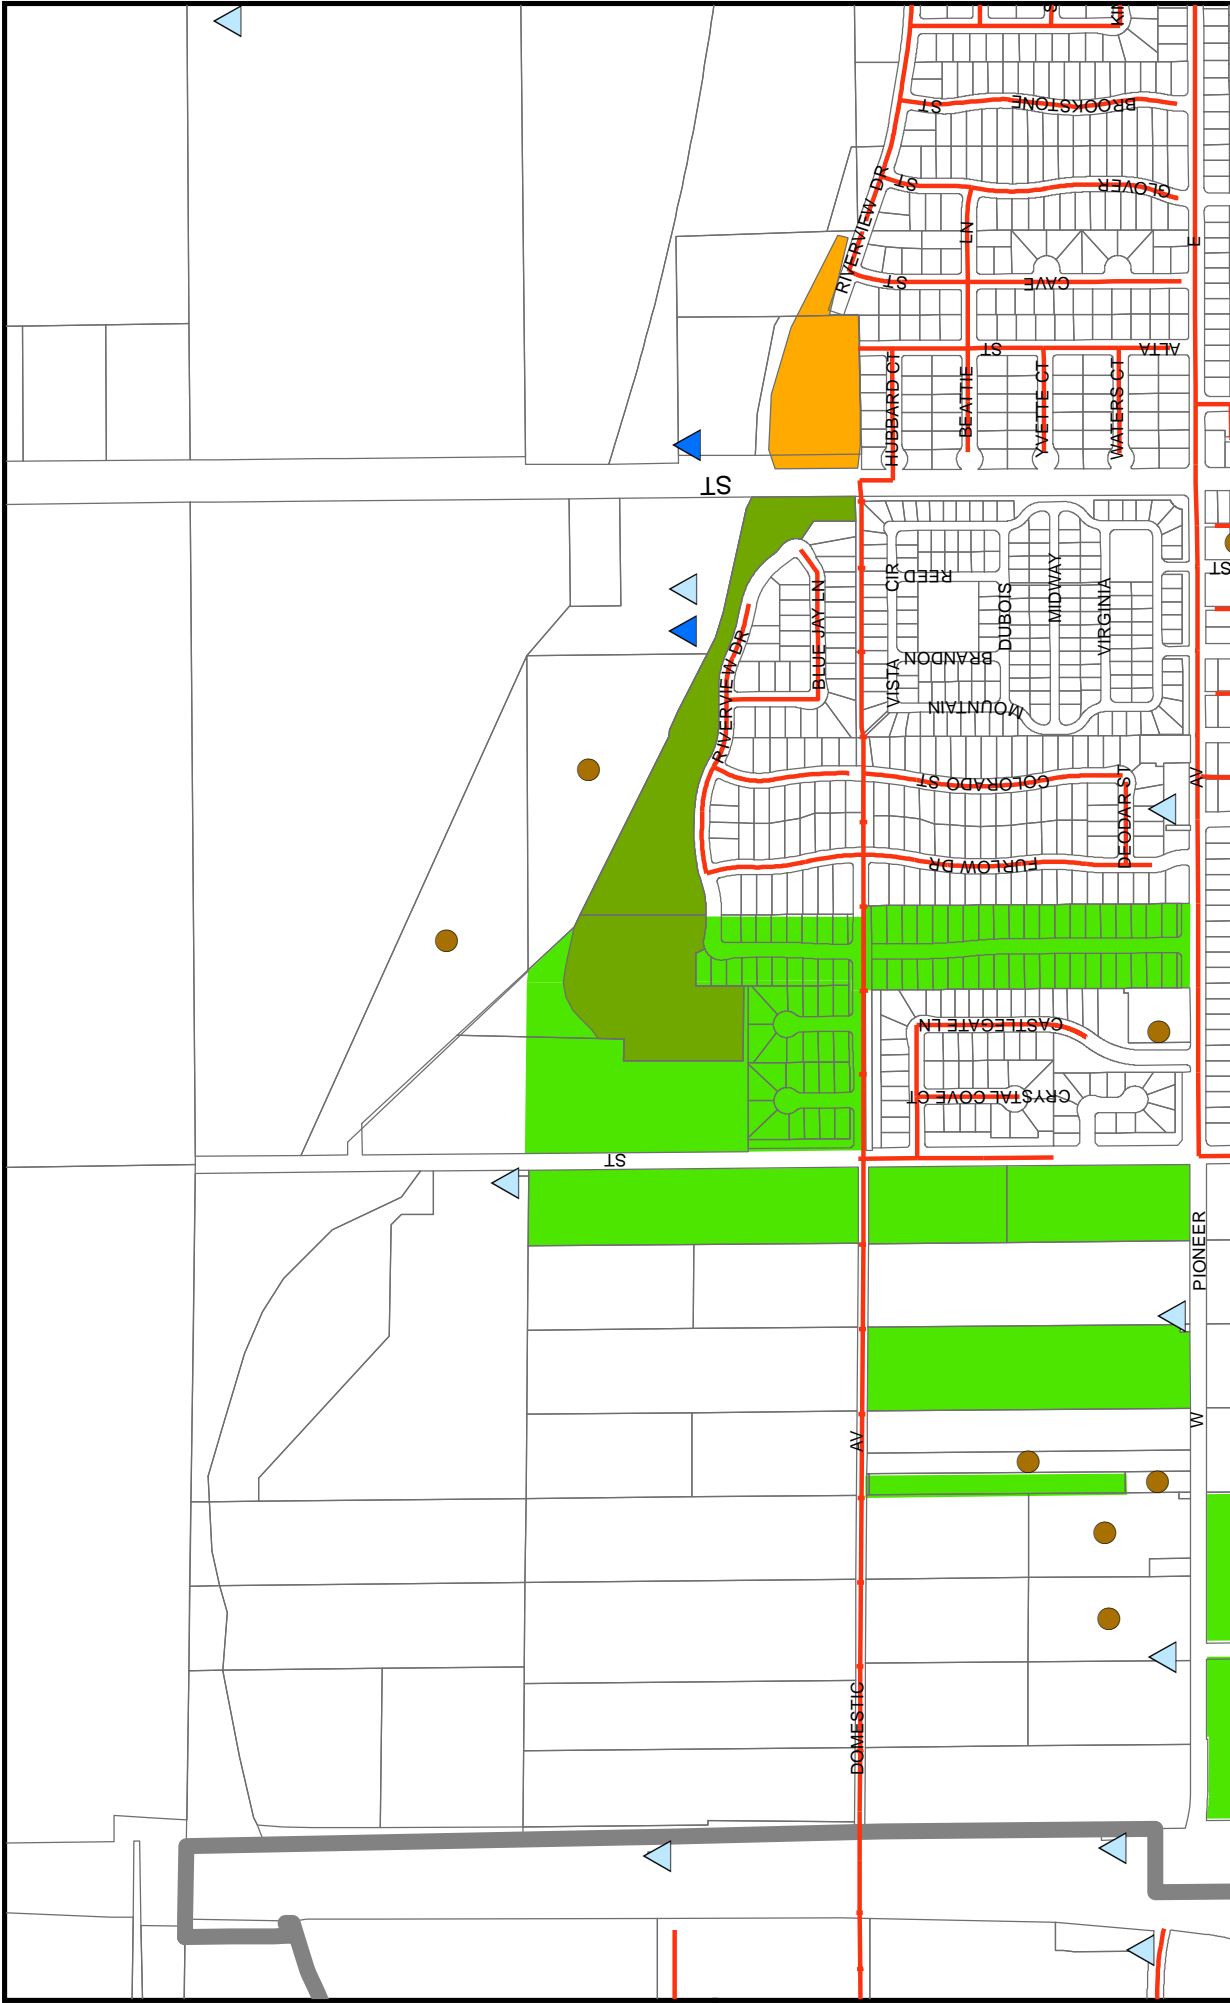 S
KIN
ST
BROOKSTONE
ST
GLOVER
RIVERVIEW DR
LN
E
ST
CAVE
ST
ALTA
HUBBARD CT
BEATTIE
YVETTE CT
WATERS CT
ST
CIR
REED
MIDWAY
ST
BLUE JAY LN
DUBOIS
VIRGINIA
BRANDON
RIVERVIEW DR
VISTA
MOUNTAIN
COLORADO ST
AV
DEODAR ST
FURLOW DR
CASTLEGATE LN
CRYSTAL COVE CT
ST
PIONEER
W
AV
DOMESTIC